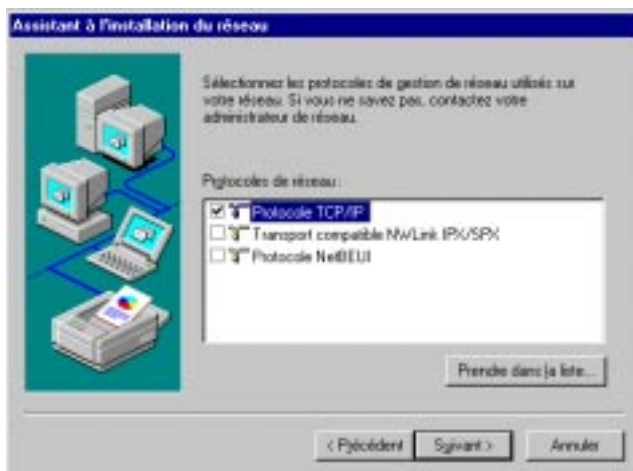 Assistant à l'installation du réseau
Sélectionnez les protocoles de gestion de réseau utilisés sur
votre réseau. Si vous ne savez pas, contactez votre
administrateur de réseau.
Protocoles de réseau :
Protocole TCP/IP
Transport compatible NWLink IPX/SPX
Protocole NetBEUI
Prendre dans la liste...
< Précédent
Suivant >
Annuler